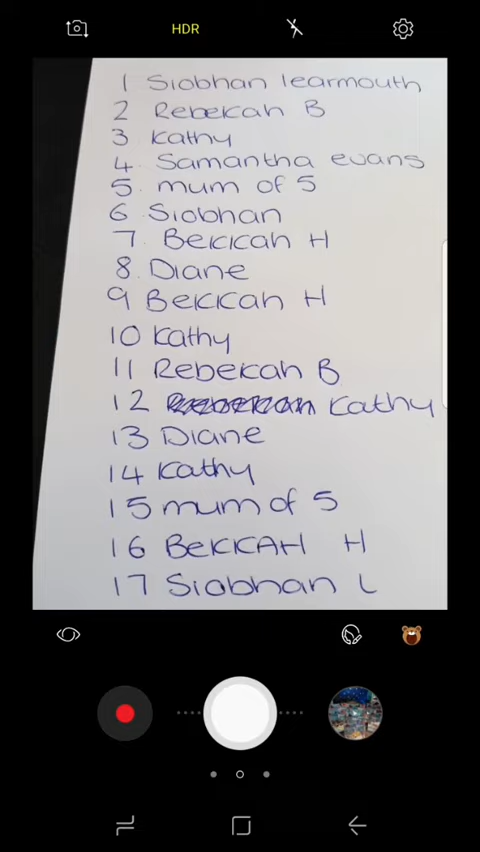 HDR
1 Siobhan learmouth
2 Rebekah B
3 Kathy
4. Samantha evans
5. mum of 5
6 Siobhan
7. Bekkah H
8. Diane
9 Bekkah H
10 Kathy
11 Rebekah B
12 Kathy
13 Diane
14 Kathy
15 mum of 5
16 BEKKAH H
17 Siobhan L